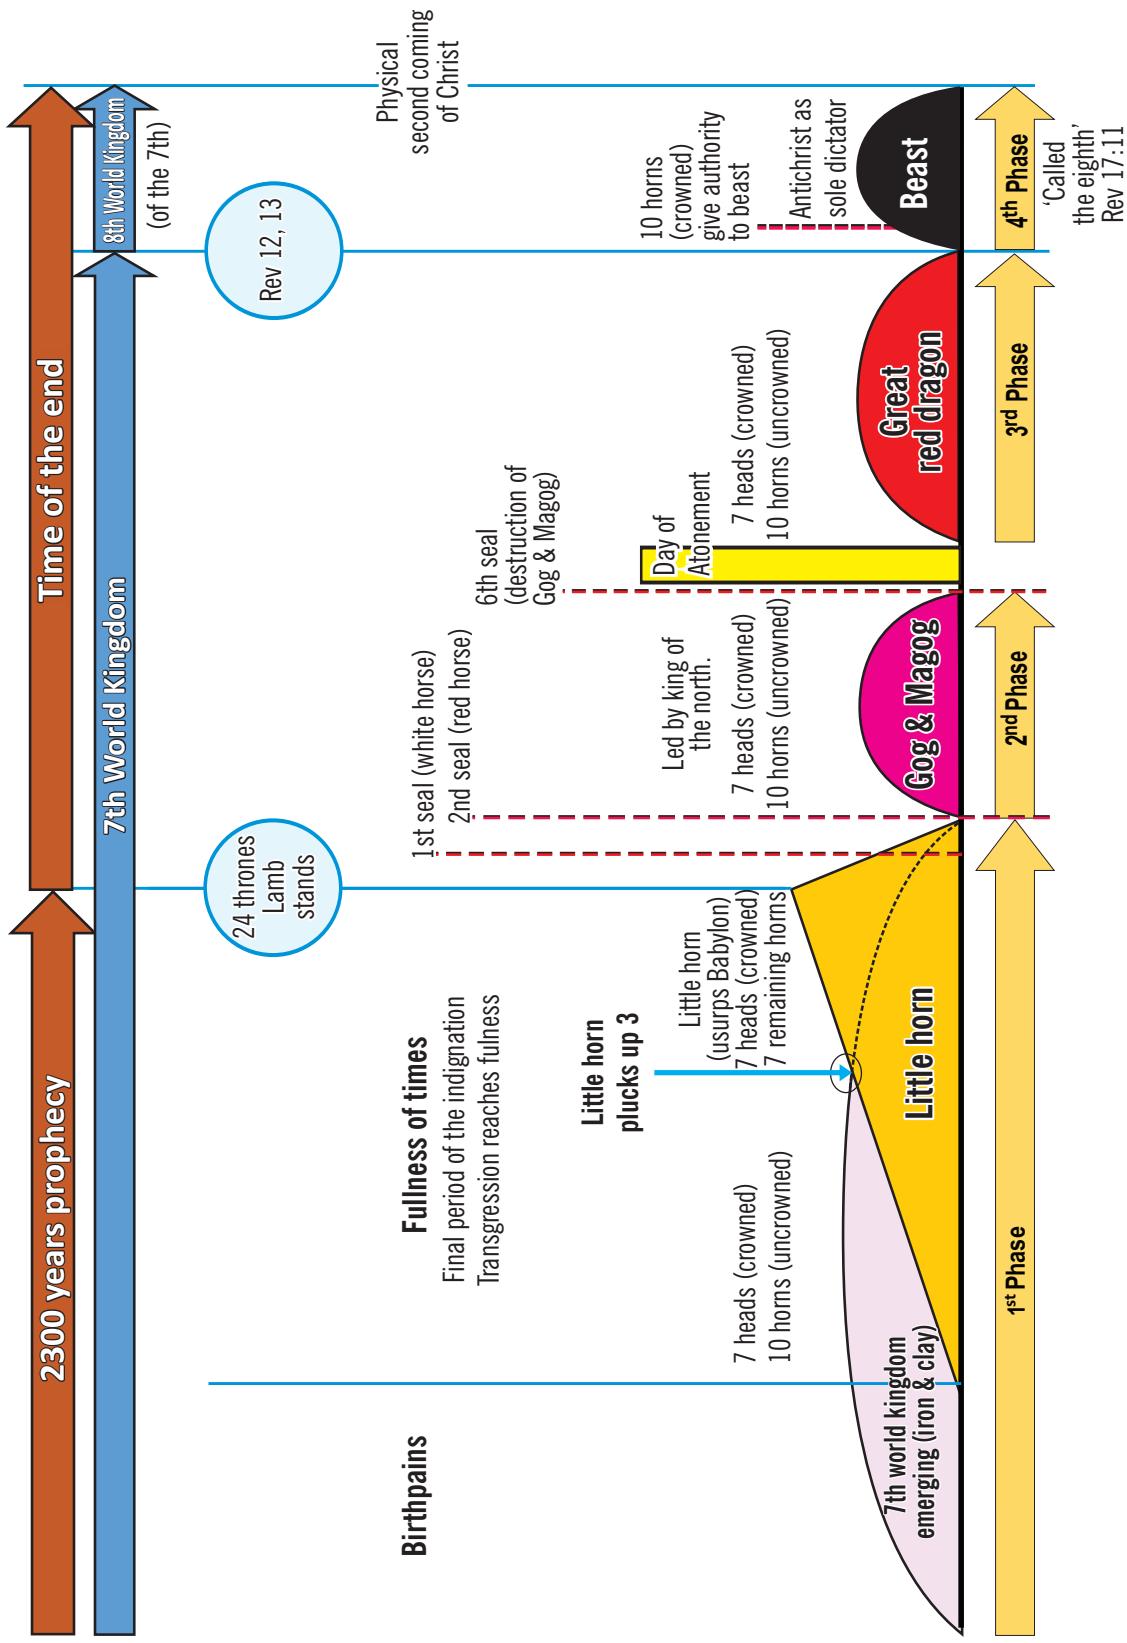 2300 years prophecy
Time of the end
7th World Kingdom
8th World Kingdom
(of the 7th)
24 thrones
Lamb
stands
Rev 12, 13
Physical
second coming
of Christ
Birthpains
Fullness of times
Final period of the indignation
Transgression reaches fulness
1st seal (white horse)
2nd seal (red horse)
6th seal
(destruction of
Gog & Magog)
Little horn
plucks up 3
7 heads (crowned)
10 horns (uncrowned)
Little horn
(usurps Babylon)
7 heads (crowned)
7 remaining horns
Led by king of
the north.
7 heads (crowned)
10 horns (uncrowned)
Day of
Atonement
7 heads (crowned)
10 horns (uncrowned)
10 horns
(crowned)
give authority
to beast
Antichrist as
sole dictator
7th world kingdom
emerging (iron & clay)
Little horn
Gog & Magog
Great
red dragon
Beast
1st Phase
2nd Phase
3rd Phase
4th Phase
‘Called
the eighth’
Rev 17:11